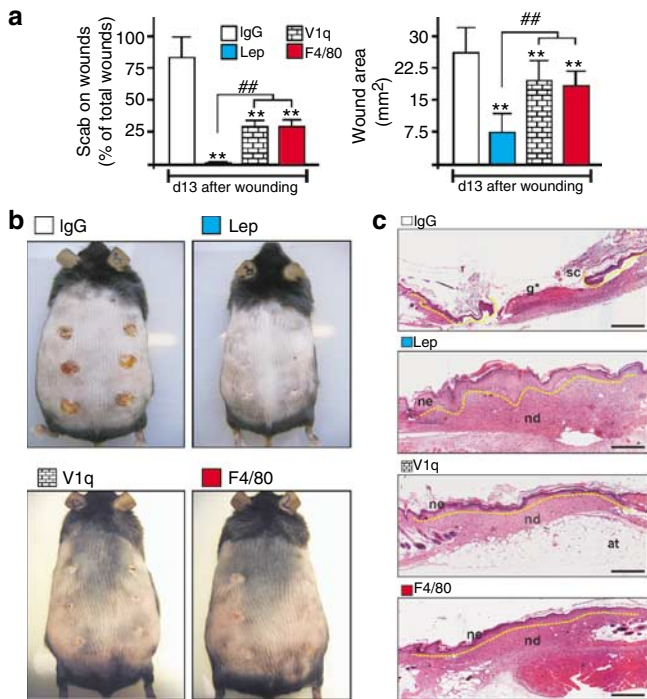 a
Scab on wounds
(% of total wounds)
100
75
50
25
IgG
V1q
Lep
F4/80
##
**
**
**
d13 after wounding
Wound area
(mm²)
30
22.5
15
7.5
##
**
**
**
d13 after wounding
b
IgG
Lep
V1q
F4/80
c
IgG
sc
g*
Lep
ne
nd
V1q
ne
nd
at
F4/80
ne
nd